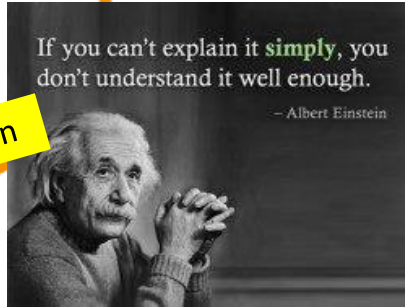 If you can't explain it simply, you
don't understand it well enough.
– Albert Einstein
n